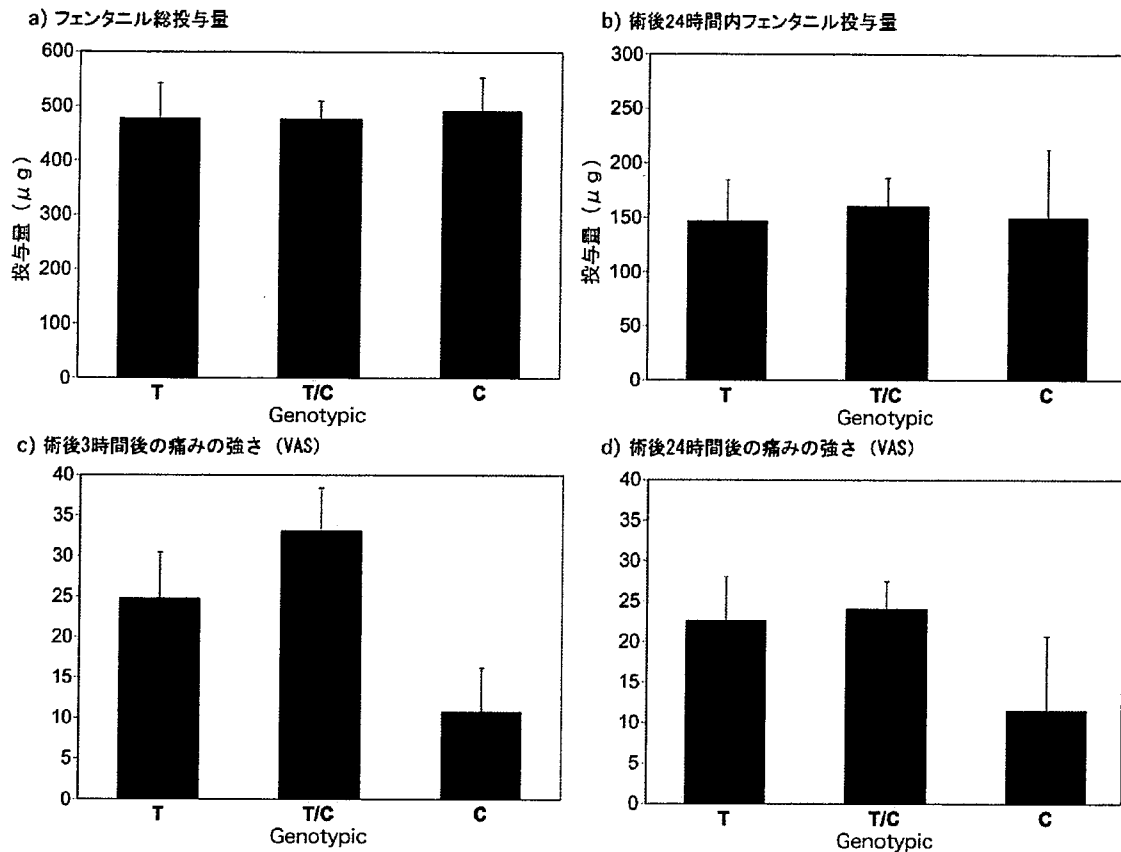 a) フェンタニル総投与量
600
500
400
300
200
100
0
投与量 (μg)
T T/C C
Genotypic
b) 術後24時間内フェンタニル投与量
300
250
200
150
100
50
0
投与量 (μg)
T T/C C
Genotypic
c) 術後3時間後の痛みの強さ (VAS)
40
35
30
25
20
15
10
5
0
T T/C C
Genotypic
d) 術後24時間後の痛みの強さ (VAS)
40
35
30
25
20
15
10
5
0
T T/C C
Genotypic